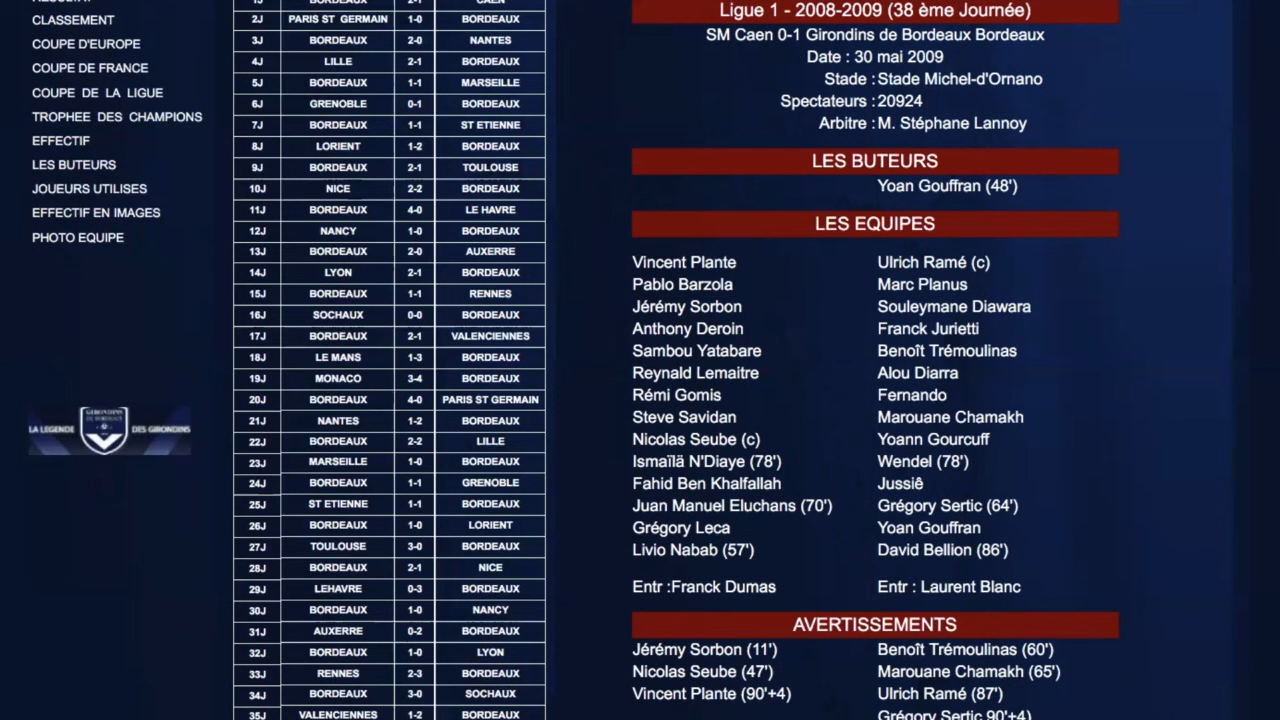 CLASSEMENT
COUPE D'EUROPE
COUPE DE FRANCE
COUPE DE LA LIGUE
TROPHEE DES CHAMPIONS
EFFECTIF
LES BUTEURS
JOUEURS UTILISES
EFFECTIF EN IMAGES
PHOTO EQUIPE
GIRONDINS
LA LEGENDE DES GIRONDINS
2J PARIS ST GERMAIN 1-0 BORDEAUX
3J BORDEAUX 2-0 NANTES
4J LILLE 2-1 BORDEAUX
5J BORDEAUX 1-1 MARSEILLE
6J GRENOBLE 0-1 BORDEAUX
7J BORDEAUX 1-1 ST ETIENNE
8J LORIENT 1-2 BORDEAUX
9J BORDEAUX 2-1 TOULOUSE
10J NICE 2-2 BORDEAUX
11J BORDEAUX 4-0 LE HAVRE
12J NANCY 1-0 BORDEAUX
13J BORDEAUX 2-0 AUXERRE
14J LYON 2-1 BORDEAUX
15J BORDEAUX 1-1 RENNES
16J SOCHAUX 0-0 BORDEAUX
17J BORDEAUX 2-1 VALENCIENNES
18J LE MANS 1-3 BORDEAUX
19J MONACO 3-4 BORDEAUX
20J BORDEAUX 4-0 PARIS ST GERMAIN
21J NANTES 1-2 BORDEAUX
22J BORDEAUX 2-2 LILLE
23J MARSEILLE 1-0 BORDEAUX
24J BORDEAUX 1-1 GRENOBLE
25J ST ETIENNE 1-1 BORDEAUX
26J BORDEAUX 1-0 LORIENT
27J TOULOUSE 3-0 BORDEAUX
28J BORDEAUX 2-1 NICE
29J LEHAVRE 0-3 BORDEAUX
30J BORDEAUX 1-0 NANCY
31J AUXERRE 0-2 BORDEAUX
32J BORDEAUX 1-0 LYON
33J RENNES 2-3 BORDEAUX
34J BORDEAUX 3-0 SOCHAUX
35J VALENCIENNES 1-2 BORDEAUX
Ligue 1 - 2008-2009 (38 ème Journée)
SM Caen 0-1 Girondins de Bordeaux Bordeaux
Date : 30 mai 2009
Stade : Stade Michel-d'Ornano
Spectateurs : 20924
Arbitre : M. Stéphane Lannoy
LES BUTEURS
Yoan Gouffran (48')
LES EQUIPES
Vincent Plante Ulrich Ramé (c)
Pablo Barzola Marc Planus
Jérémy Sorbon Souleymane Diawara
Anthony Deroin Franck Jurietti
Sambou Yatabare Benoît Trémoulinas
Reynald Lemaitre Alou Diarra
Rémi Gomis Fernando
Steve Savidan Marouane Chamakh
Nicolas Seube (c) Yoann Gourcuff
Ismaïlä N'Diaye (78') Wendel (78')
Fahid Ben Khalfallah Jussiê
Juan Manuel Eluchans (70') Grégory Sertic (64')
Grégory Leca Yoan Gouffran
Livio Nabab (57') David Bellion (86')
Entr :Franck Dumas Entr : Laurent Blanc
AVERTISSEMENTS
Jérémy Sorbon (11') Benoît Trémoulinas (60')
Nicolas Seube (47') Marouane Chamakh (65')
Vincent Plante (90'+4) Ulrich Ramé (87')
Grégory Sertic 90'+4)